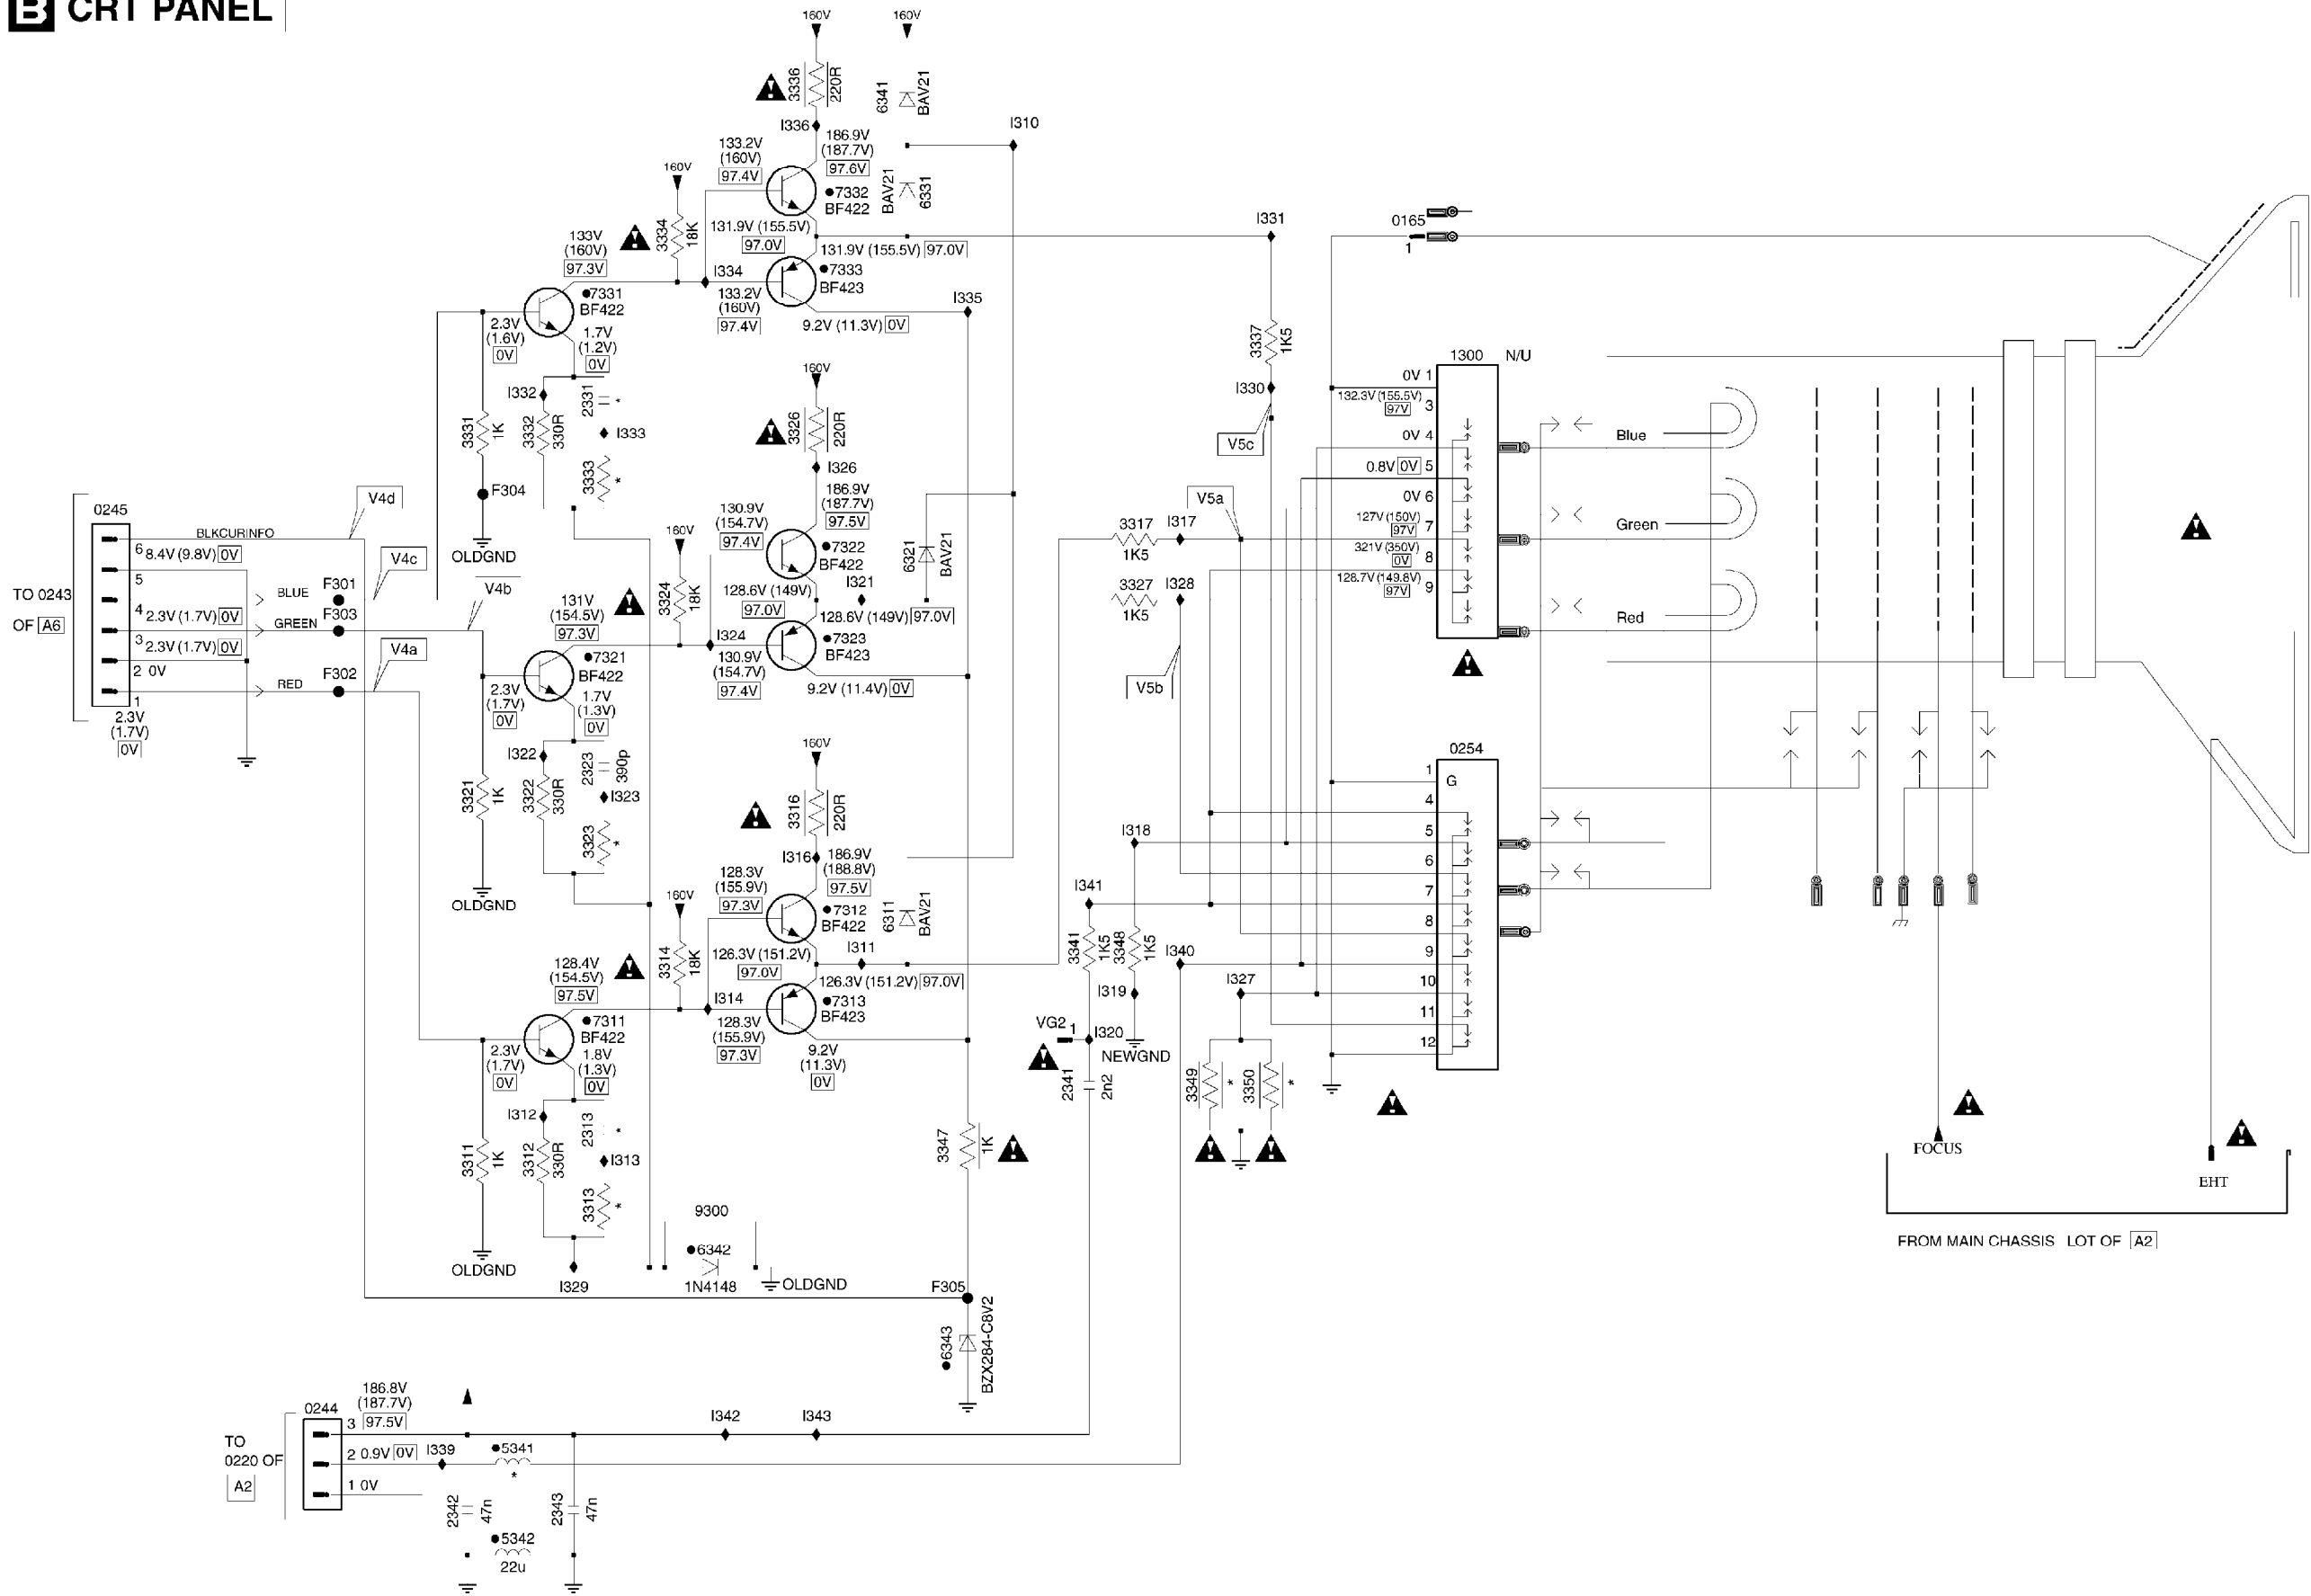 B CRT PANEL
160V
160V
3336
220R
6341
BAV21
I336
186.9V
(187.7V)
97.6V
I310
133.2V
(160V)
97.4V
160V
7332
BF422
BAV21
6331
3334
18K
131.9V (155.5V)
97.0V
131.9V (155.5V) 97.0V
I331
0165
1
133V
(160V)
97.3V
I334
7333
BF423
133.2V
(160V)
97.4V
9.2V (11.3V) 0V
I335
7331
BF422
2.3V
(1.6V)
0V
1.7V
(1.2V)
0V
3337
1K5
1300
N/U
I330
160V
0V 1
132.3V (155.5V)
97V
3
I332
2331
*
3331
1K
3332
330R
I333
3326
220R
V5c
0V 4
Blue
3333
*
I326
0.8V 0V 5
F304
186.9V
(187.7V)
97.5V
V4d
0245
V5a
0V 6
BLKCURINFO
130.9V
(154.7V)
97.4V
160V
3317
1K5
I317
127V (150V)
97V
7
Green
6 8.4V (9.8V) 0V
V4c
OLDGND
7322
BF422
6321
BAV21
321V (350V)
0V
8
5
BLUE
F301
V4b
I321
3327
1K5
I328
128.7V (149.8V)
97V
9
TO 0243
OF A6
3324
18K
128.6V (149V)
97.0V
128.6V (149V) 97.0V
4 2.3V (1.7V) 0V
GREEN
F303
131V
(154.5V)
97.3V
Red
3 2.3V (1.7V) 0V
V4a
I324
7323
BF423
2 0V
7321
BF422
130.9V
(154.7V)
97.4V
9.2V (11.4V) 0V
V5b
RED
F302
1
2.3V
(1.7V)
0V
2.3V
(1.7V)
0V
1.7V
(1.3V)
0V
160V
0254
I322
2323
390p
1
G
3321
1K
3322
330R
I323
3316
220R
4
3323
*
I318
5
I316
186.9V
(188.8V)
97.5V
6
128.3V
(155.9V)
97.3V
160V
I341
7
OLDGND
7312
BF422
6311
BAV21
8
3314
18K
I311
3341
1K5
3348
1K5
I340
9
126.3V (151.2V)
97.0V
126.3V (151.2V) 97.0V
128.4V
(154.5V)
97.5V
I327
10
I314
7313
BF423
I319
11
7311
BF422
128.3V
(155.9V)
97.3V
VG2 1
I320
12
2.3V
(1.7V)
0V
1.8V
(1.3V)
0V
9.2V
(11.3V)
0V
NEWGND
2341
2n2
3349
*
3350
*
I312
2313
*
3311
1K
3312
330R
3347
1K
I313
FOCUS
EHT
3313
*
9300
FROM MAIN CHASSIS LOT OF A2
6342
OLDGND
I329
1N4148
OLDGND
F305
6343
BZX284-C8V2
186.8V
(187.7V)
97.5V
0244
3
I342
I343
TO
0220 OF
A2
2 0.9V 0V
I339
5341
*
1 0V
2342
47n
2343
47n
5342
22u